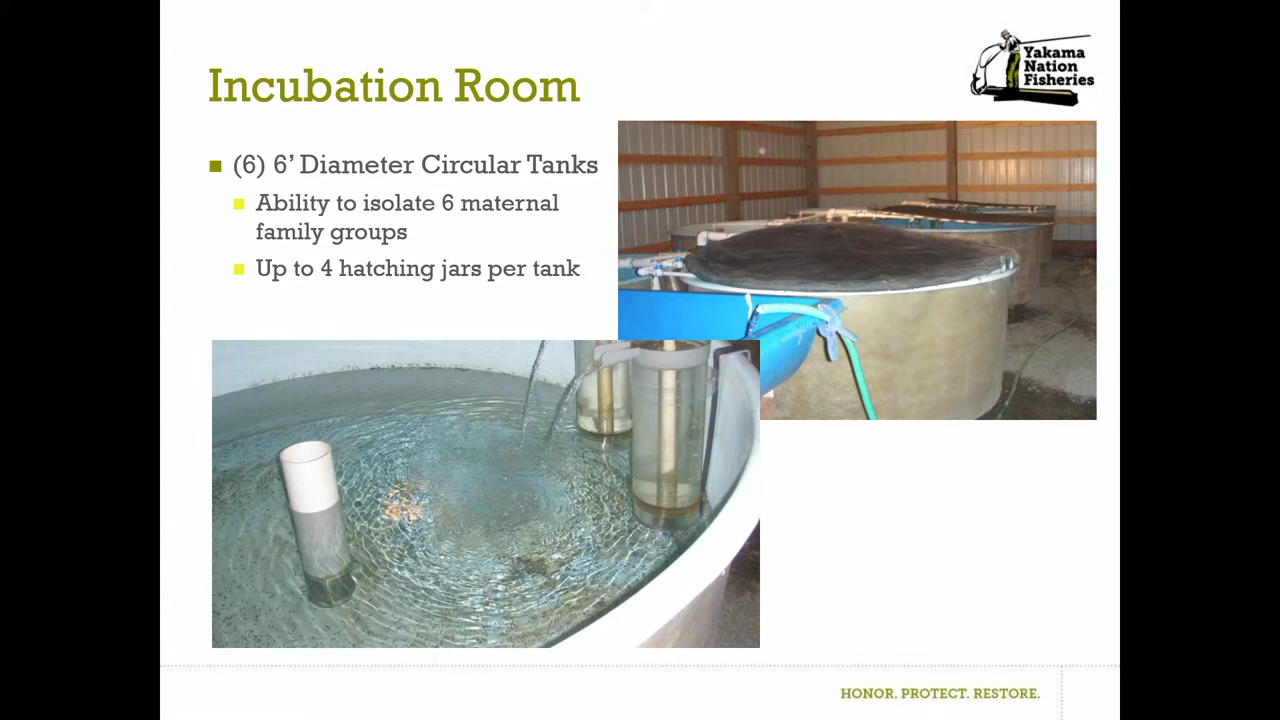 Yakama
Nation
Fisheries
Incubation Room
(6) 6’ Diameter Circular Tanks
Ability to isolate 6 maternal
family groups
Up to 4 hatching jars per tank
HONOR. PROTECT. RESTORE.